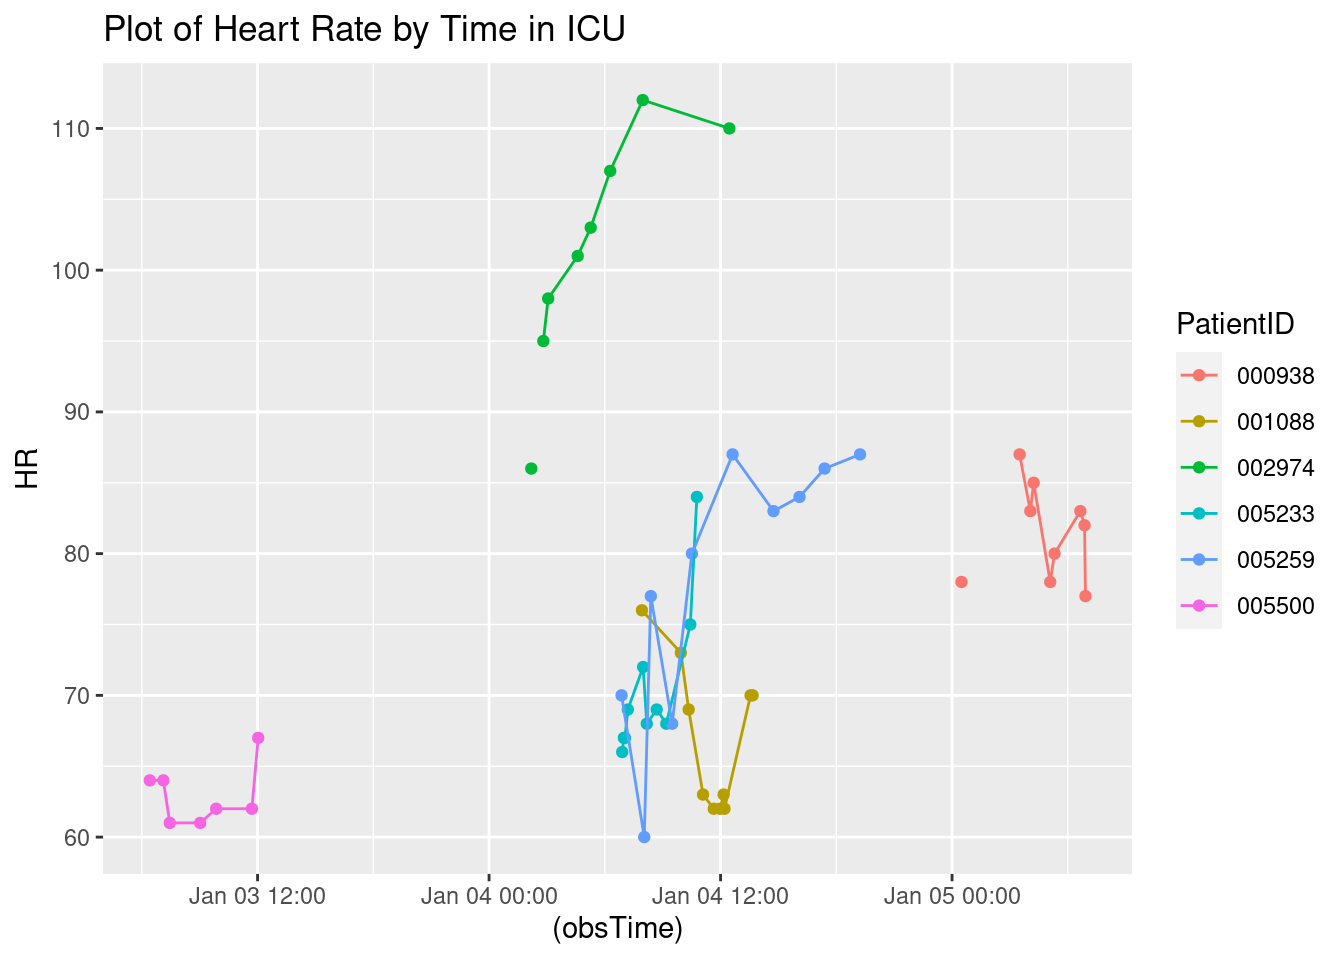 Plot of Heart Rate by Time in ICU
110
100
90
80
70
60
HR
Jan 03 12:00
Jan 04 00:00
Jan 04 12:00
Jan 05 00:00
(obsTime)
PatientID
000938
001088
002974
005233
005259
005500